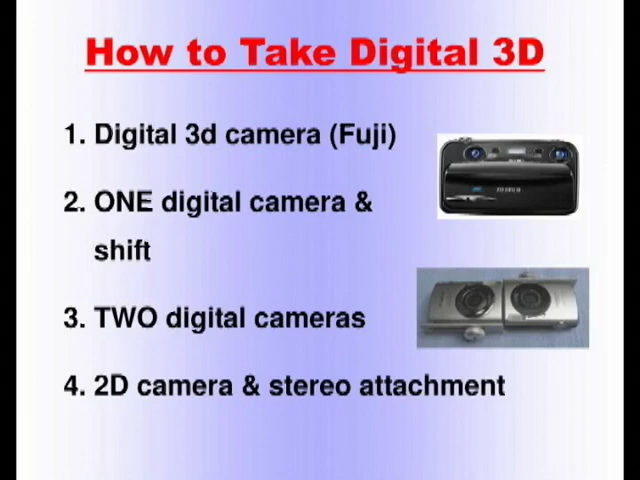 How to Take Digital 3D
1. Digital 3d camera (Fuji)
2. ONE digital camera &
shift
3. TWO digital cameras
4. 2D camera & stereo attachment